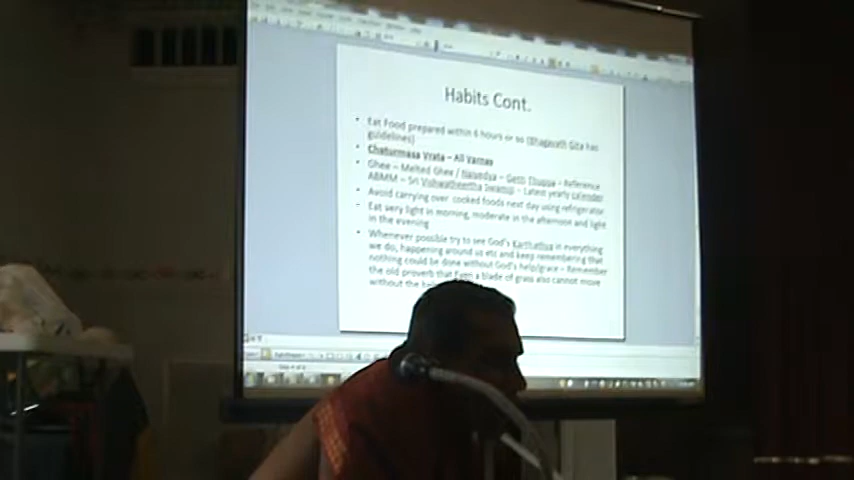 Habits Cont.
• Eat Food prepared within 6 hours or so (Bhagavath Gita has
guidelines)
• Chaturmasa Vrata – All Varnas
• Ghee – Melted Ghee / Naivedya – Reference
ABMM – Sri Vishwatheertha Swamiji – Latest yearly calender
• Avoid carrying over cooked foods next day using refrigerator
• Eat very light in morning, moderate in the afternoon and light
in the evening
• Whenever possible try to see God's Karthathva in everything
we do, happening around us etc and keep remembering that
nothing could be done without God's help/grace – Remember
the old proverb that Even a blade of grass also cannot move
without the